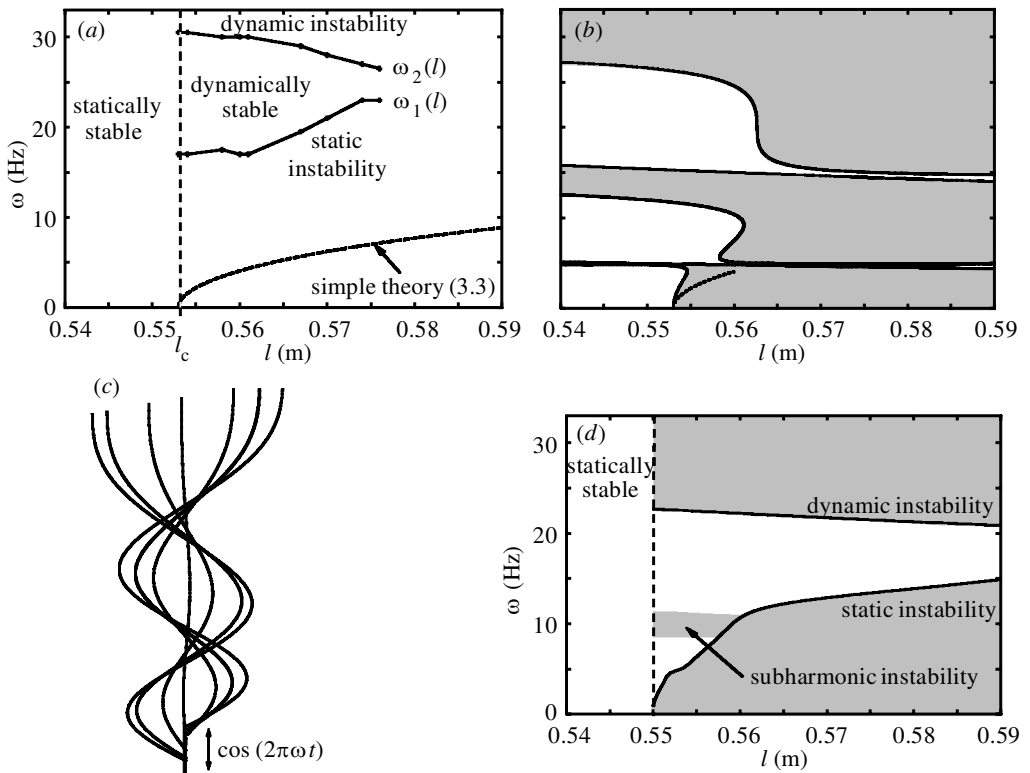 (a)
dynamic instability
ω₂(l)
dynamically
stable
statically
stable
ω₁(l)
static
instability
simple theory (3.3)
ω (Hz)
30
20
10
0
0.54
0.55
0.56
0.57
0.58
0.59
l_c
l (m)
(b)
0.54
0.55
0.56
0.57
0.58
0.59
l (m)
(c)
cos (2πωt)
(d)
statically
stable
dynamic instability
static instability
subharmonic instability
ω (Hz)
30
20
10
0
0.54
0.55
0.56
0.57
0.58
0.59
l (m)